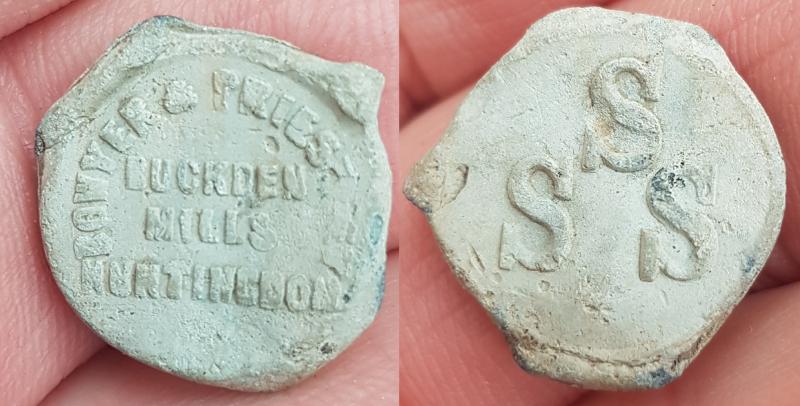 BOWYER & PRIEST
BUCKDEN
MILLS
HUNTINGDON
S
S S